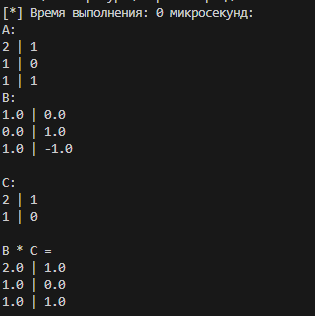 [*] Время выполнения: 0 микросекунд:
A:
2 | 1
1 | 0
1 | 1
B:
1.0 | 0.0
0.0 | 1.0
1.0 | -1.0
C:
2 | 1
1 | 0
B * C =
2.0 | 1.0
1.0 | 0.0
1.0 | 1.0